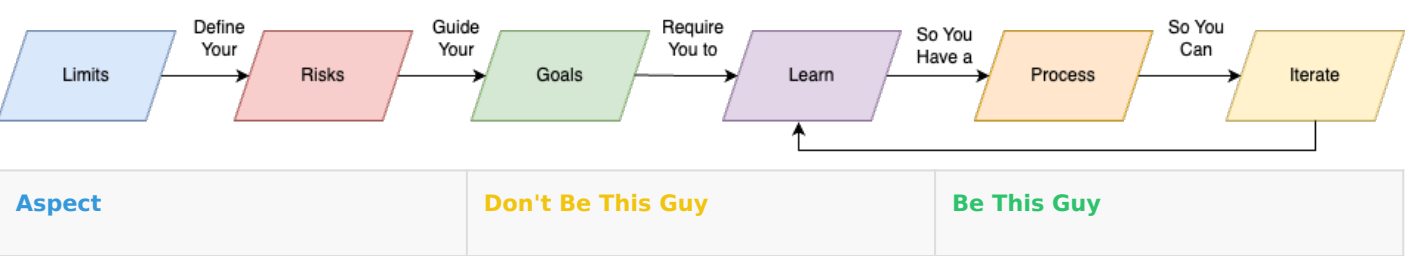 Limits
Define
Your
Risks
Guide
Your
Goals
Require
You to
Learn
So You
Have a
Process
So You
Can
Iterate
Aspect
Don't Be This Guy
Be This Guy